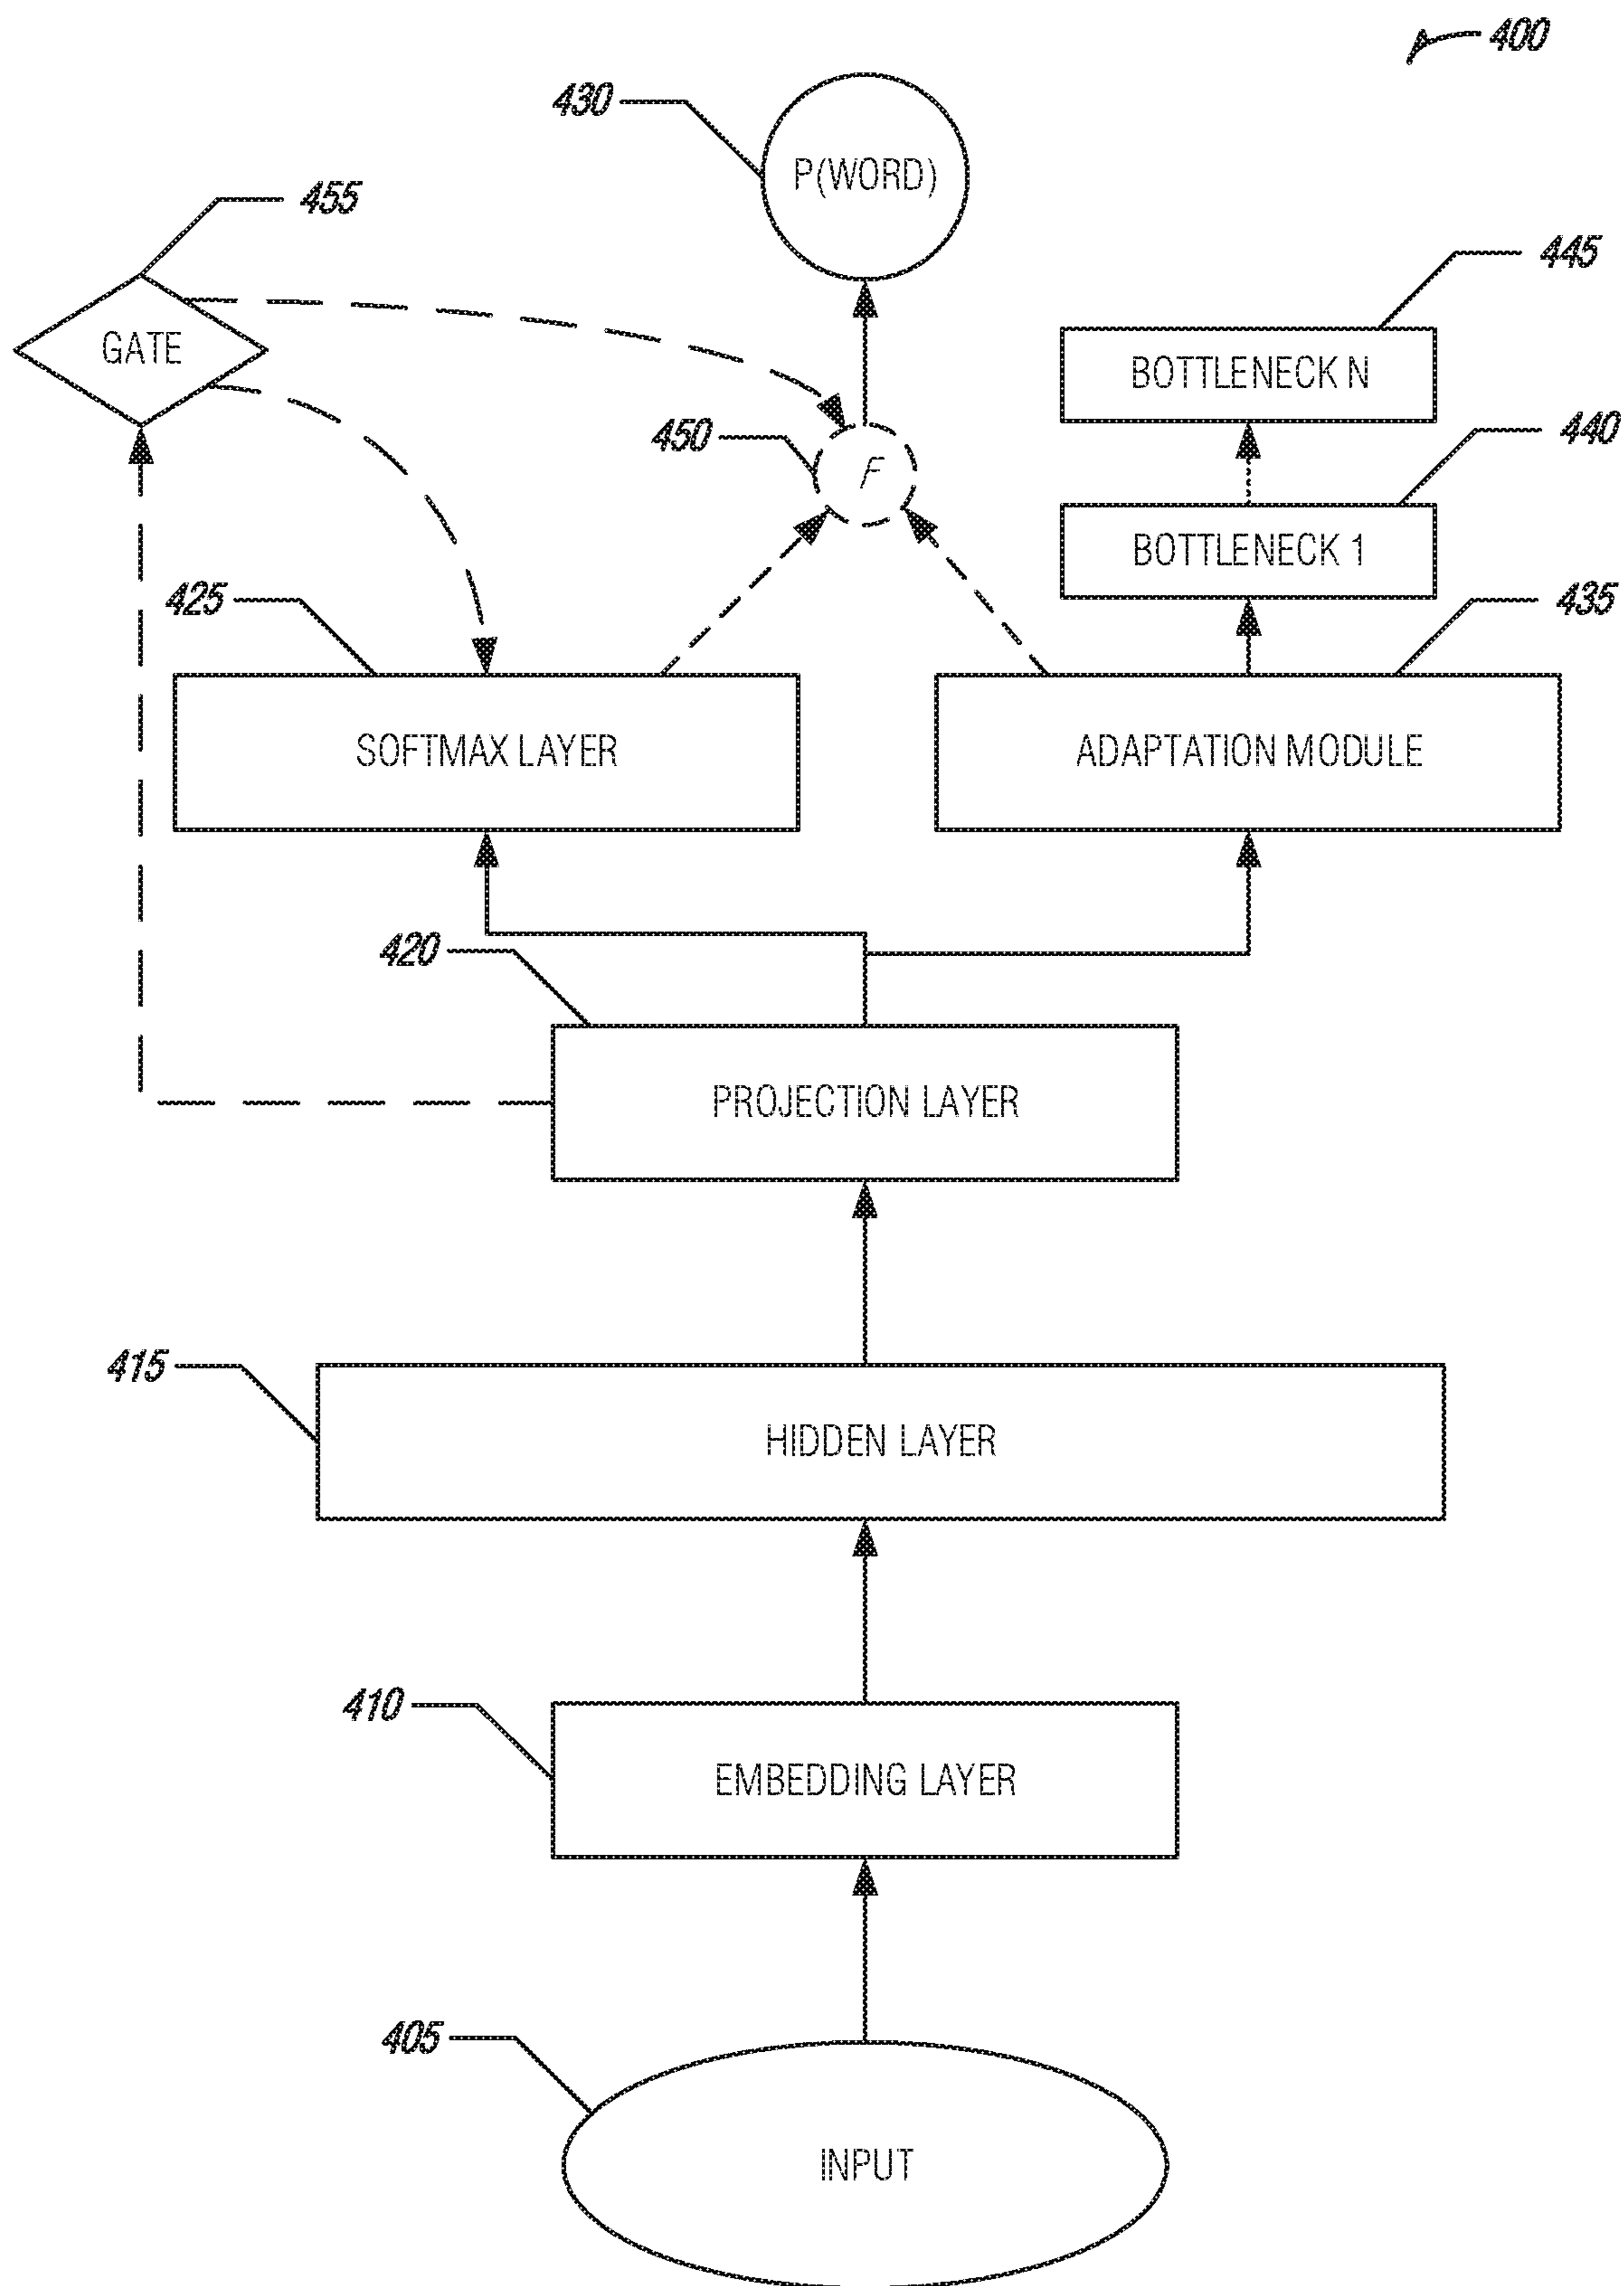 400
430
P(WORD)
455
445
GATE
BOTTLENECK N
440
450
F
BOTTLENECK 1
425
435
SOFTMAX LAYER
ADAPTATION MODULE
420
PROJECTION LAYER
415
HIDDEN LAYER
410
EMBEDDING LAYER
405
INPUT